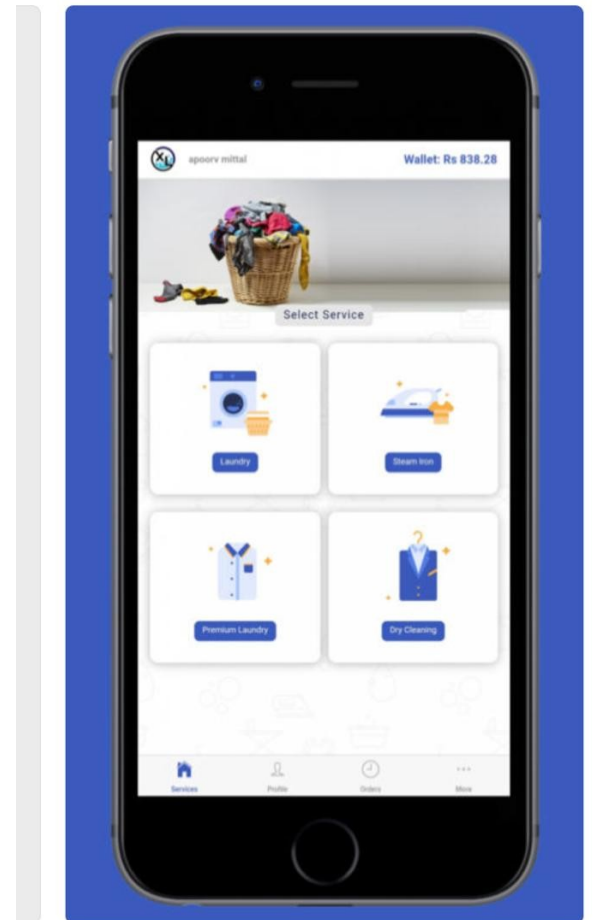 XL
apoorv mittal
Wallet: Rs 838.28
Select Service
Laundry
Steam Iron
Premium Laundry
Dry Cleaning
Services
Profile
Orders
More